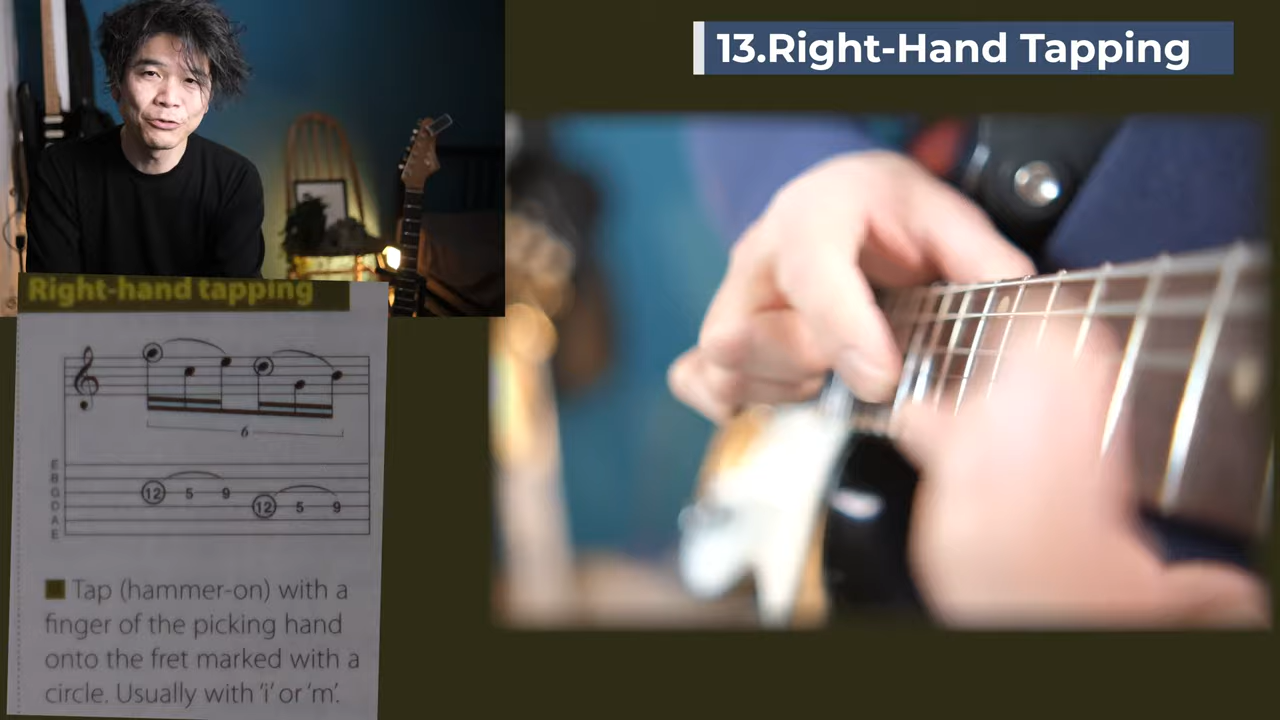 13.Right-Hand Tapping
Right-hand tapping
6
E
B
G
D
A
E
12 5 9 12 5 9
Tap (hammer-on) with a
finger of the picking hand
onto the fret marked with a
circle. Usually with 'i' or 'm'.